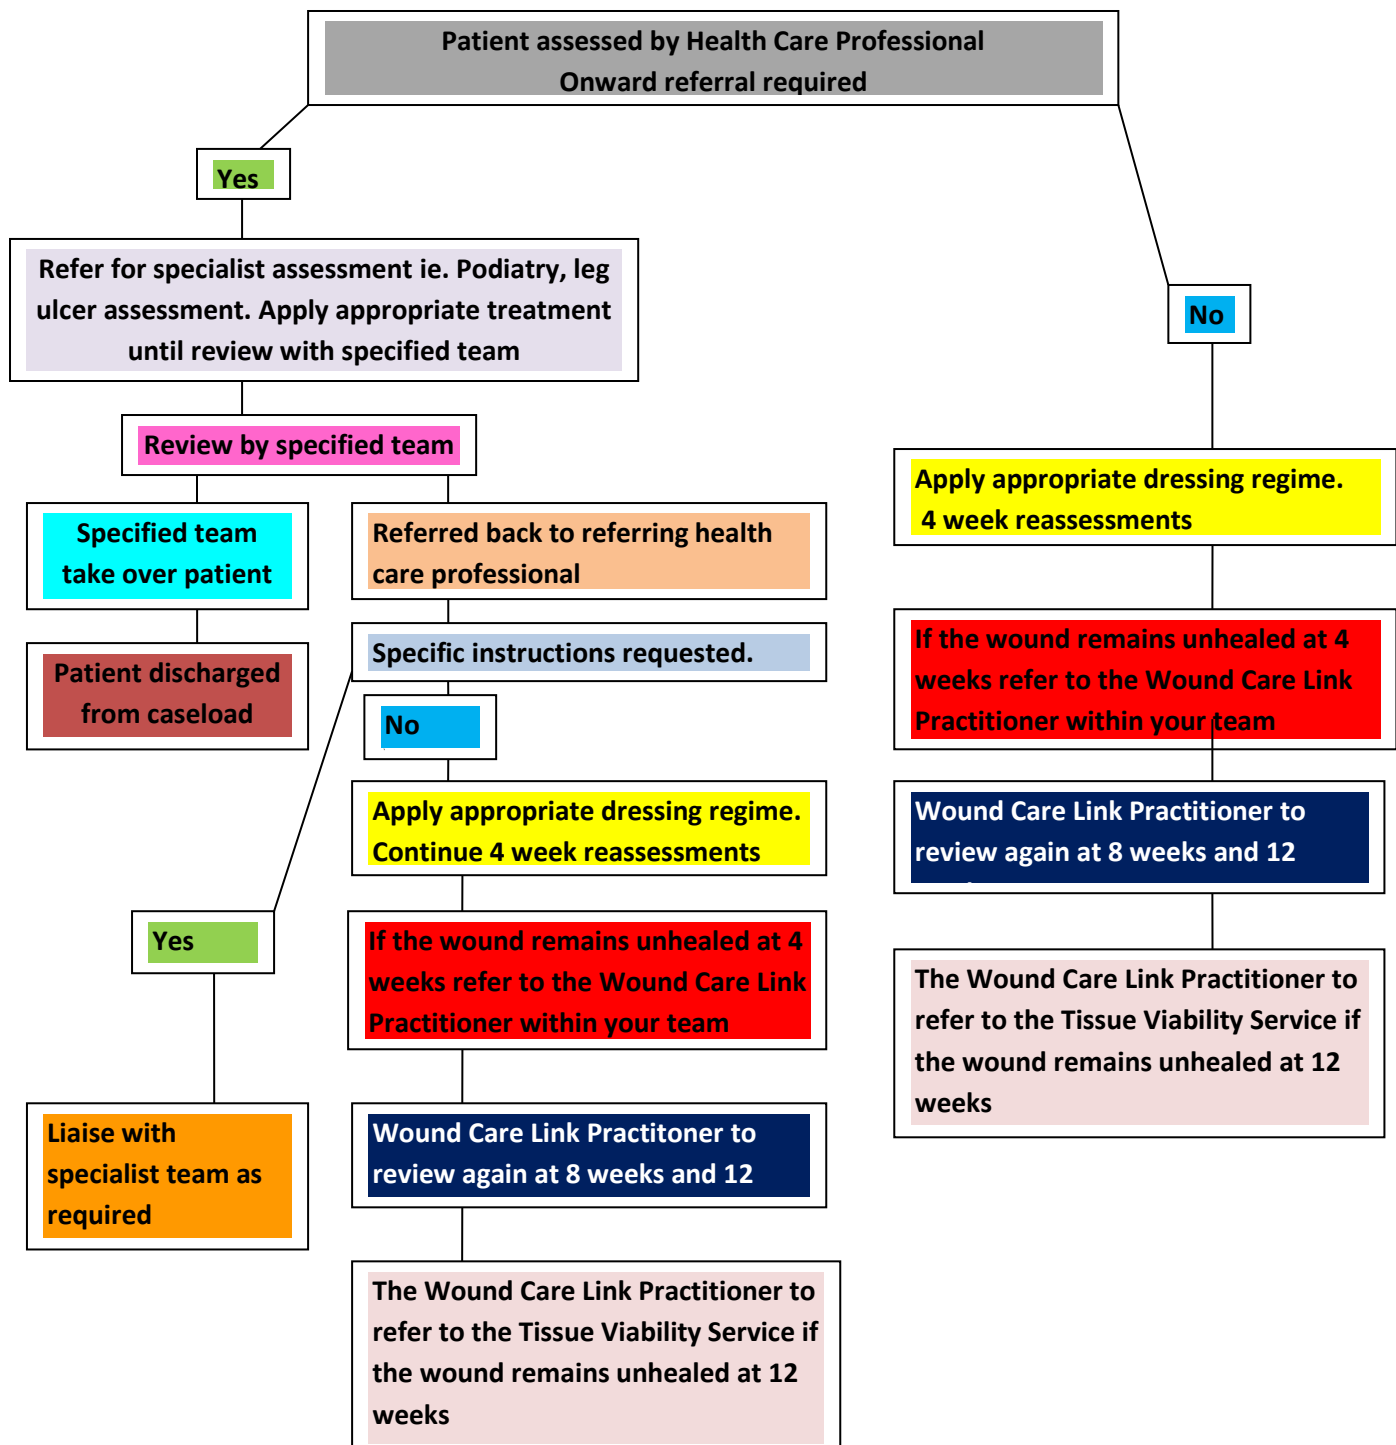 Patient assessed by Health Care Professional
Onward referral required
Yes
No
Refer for specialist assessment ie. Podiatry, leg
ulcer assessment. Apply appropriate treatment
until review with specified team
Review by specified team
Specified team
take over patient
Referred back to referring health
care professional
Patient discharged
from caseload
Specific instructions requested.
No
Apply appropriate dressing regime.
Continue 4 week reassessments
Yes
If the wound remains unhealed at 4
weeks refer to the Wound Care Link
Practitioner within your team
Liaise with
specialist team as
required
Wound Care Link Practitoner to
review again at 8 weeks and 12
The Wound Care Link Practitioner to
refer to the Tissue Viability Service if
the wound remains unhealed at 12
weeks
Apply appropriate dressing regime.
4 week reassessments
If the wound remains unhealed at 4
weeks refer to the Wound Care Link
Practitioner within your team
Wound Care Link Practitioner to
review again at 8 weeks and 12
The Wound Care Link Practitioner to
refer to the Tissue Viability Service if
the wound remains unhealed at 12
weeks